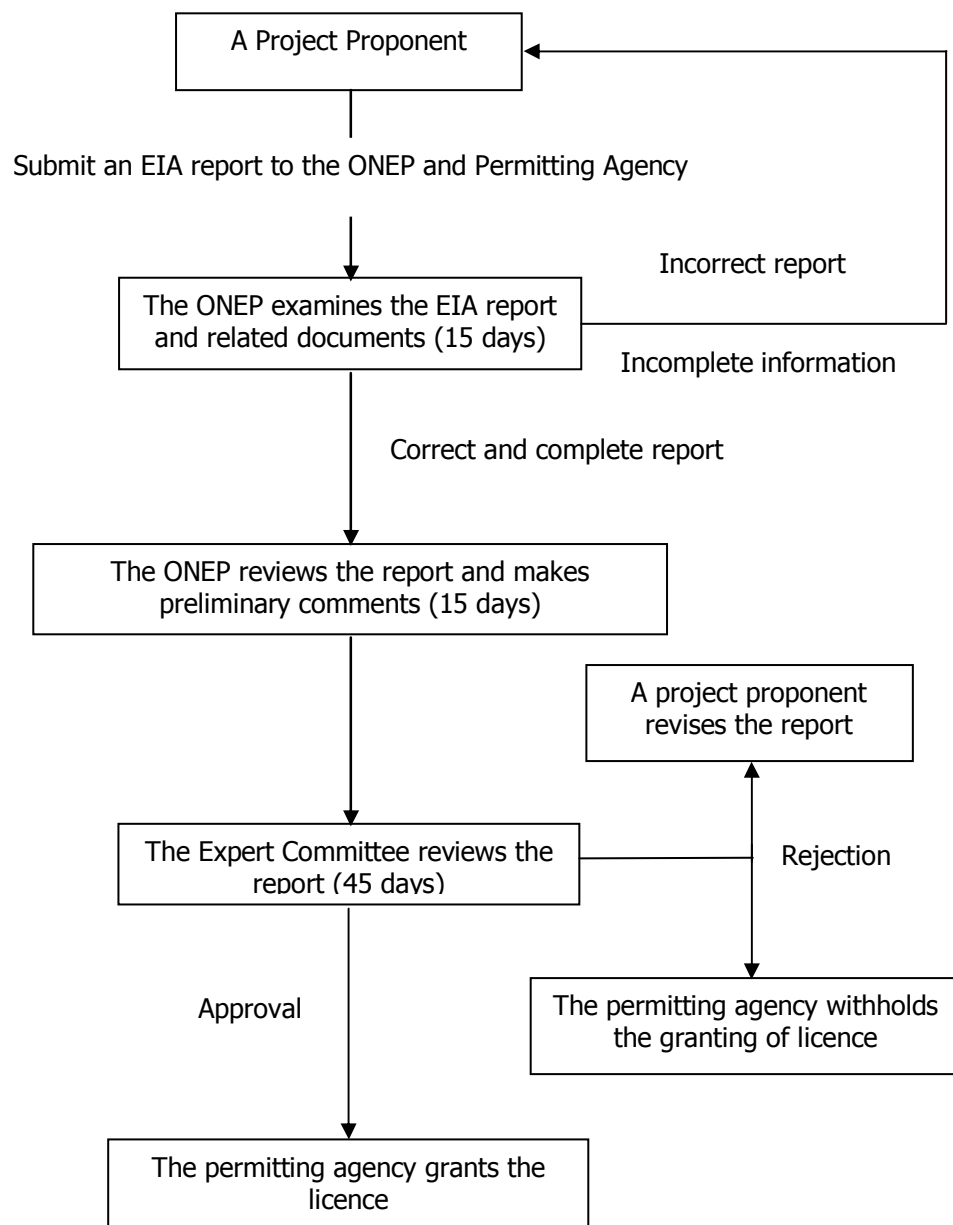 A Project Proponent
Submit an EIA report to the ONEP and Permitting Agency
Incorrect report
The ONEP examines the EIA report
and related documents (15 days)
Incomplete information
Correct and complete report
The ONEP reviews the report and makes
preliminary comments (15 days)
A project proponent
revises the report
The Expert Committee reviews the
report (45 days)
Rejection
Approval
The permitting agency withholds
the granting of licence
The permitting agency grants the
licence